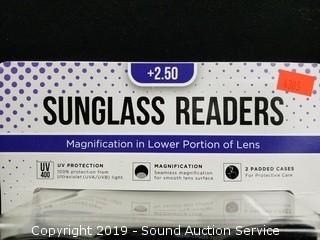 +2.50
4203
SUNGLASS READERS
Magnification in Lower Portion of Lens
UV
400
UV PROTECTION
100% protection from
Ultraviolet (UVA/UVB) light
MAGNIFICATION
Seamless magnification
for smooth lens surface
2 PADDED CASES
For Protective Care
Copyright 2019 - Sound Auction Service